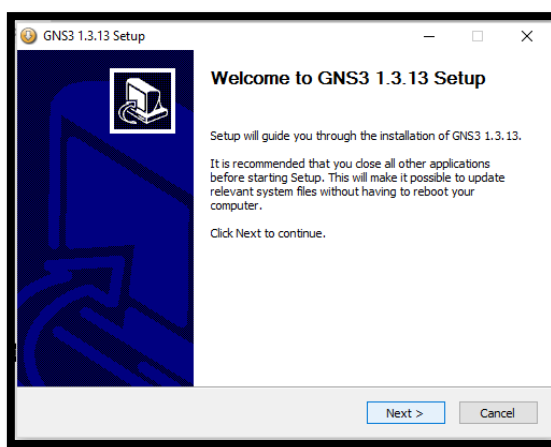 GNS3 1.3.13 Setup
Welcome to GNS3 1.3.13 Setup
Setup will guide you through the installation of GNS3 1.3.13.
It is recommended that you close all other applications
before starting Setup. This will make it possible to update
relevant system files without having to reboot your
computer.
Click Next to continue.
Next >
Cancel